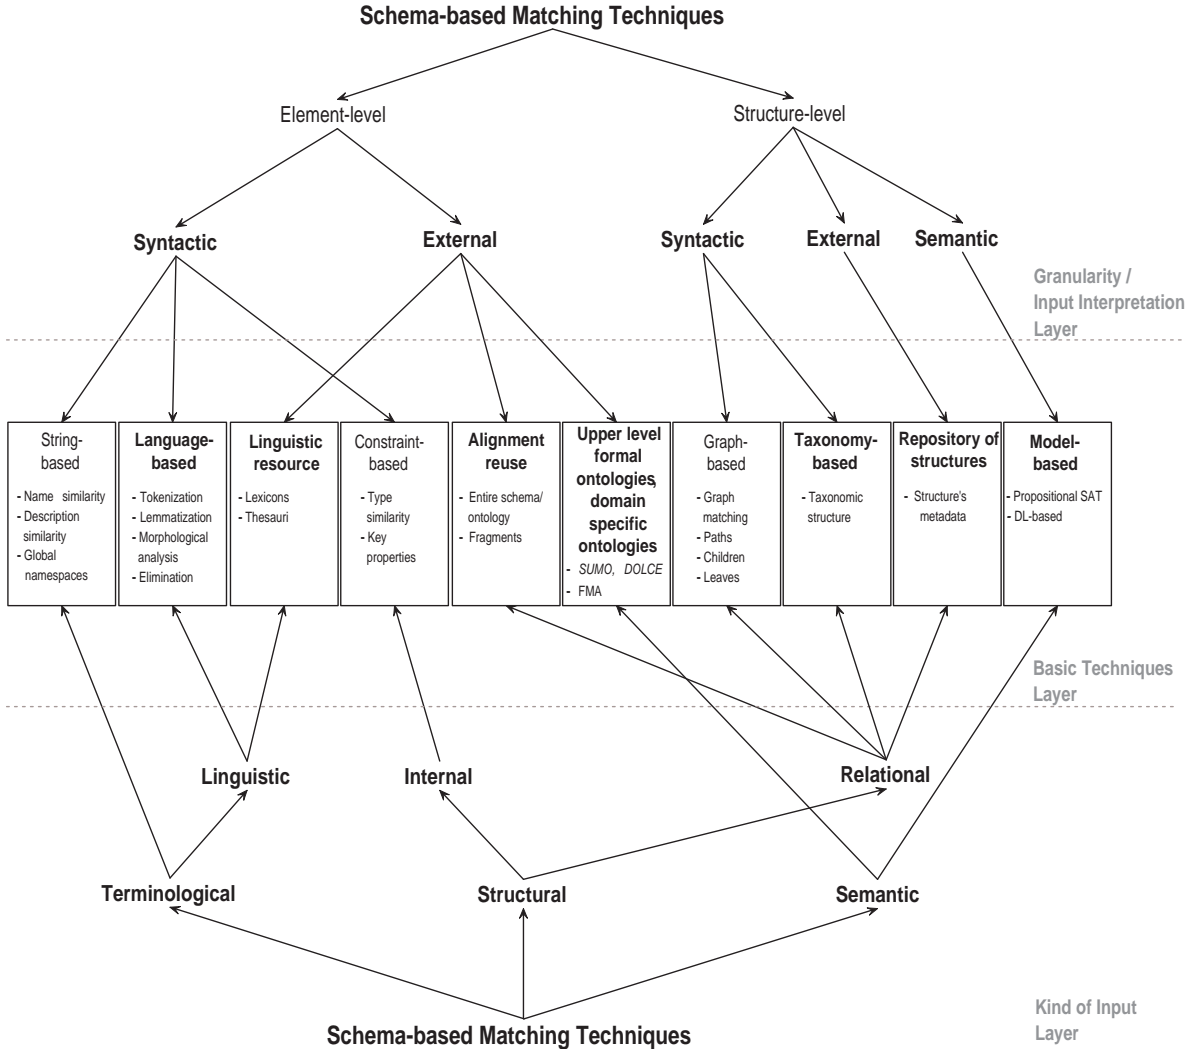 Schema-based Matching Techniques
Element-level
Structure-level
Syntactic
External
Syntactic
External
Semantic
Granularity /
Input Interpretation
Layer
String-
based
- Name similarity
- Description
similarity
- Global
namespaces
Language-
based
- Tokenization
- Lemmatization
- Morphological
analysis
- Elimination
Linguistic
resource
- Lexicons
- Thesauri
Constraint-
based
- Type
similarity
- Key
properties
Alignment
reuse
- Entire schema/
ontology
- Fragments
Upper level
formal
ontologies,
domain
specific
ontologies
- SUMO, DOLCE
- FMA
Graph-
based
- Graph
matching
- Paths
- Children
- Leaves
Taxonomy-
based
- Taxonomic
structure
Repository of
structures
- Structure's
metadata
Model-
based
- Propositional SAT
- DL-based
Basic Techniques
Layer
Linguistic
Internal
Relational
Terminological
Structural
Semantic
Kind of Input
Layer
Schema-based Matching Techniques